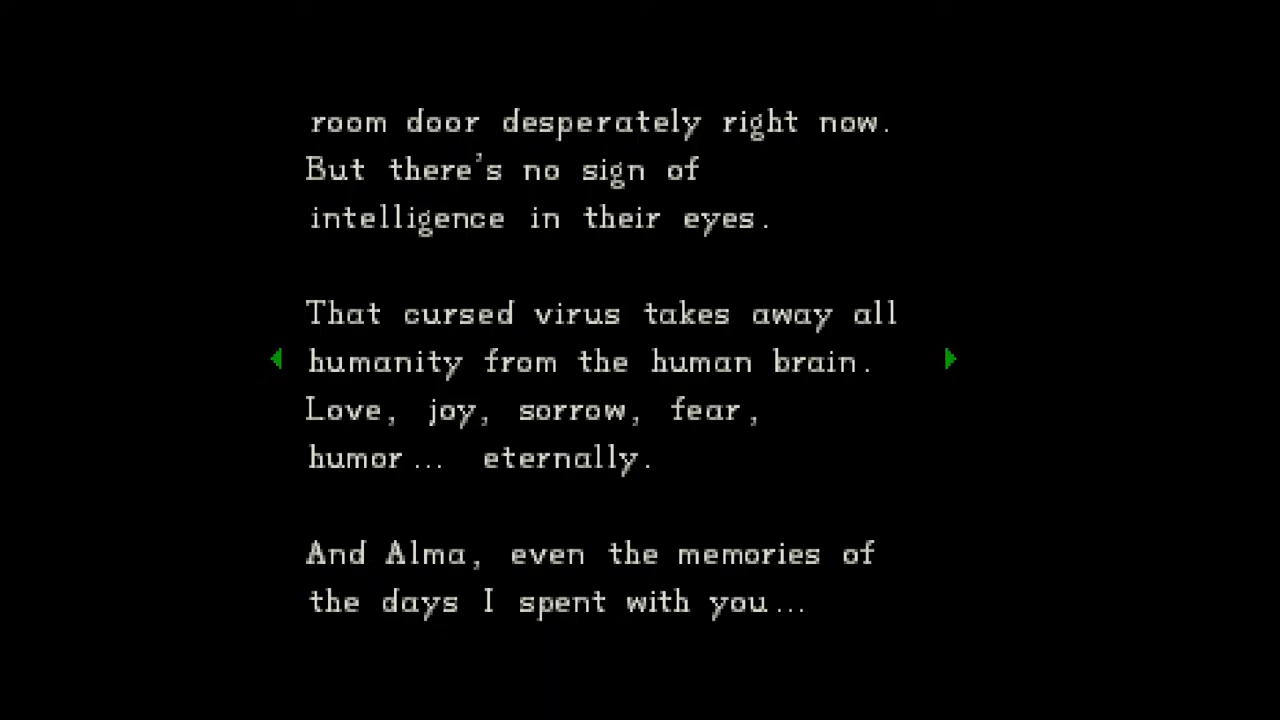 room door desperately right now.
But there's no sign of
intelligence in their eyes.
That cursed virus takes away all
humanity from the human brain.
Love, joy, sorrow, fear,
humor... eternally.
And Alma, even the memories of
the days I spent with you...